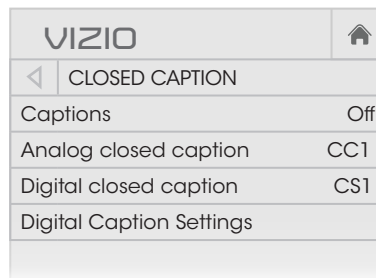 VIZIO
CLOSED CAPTION
Captions Off
Analog closed caption CC1
Digital closed caption CS1
Digital Caption Settings